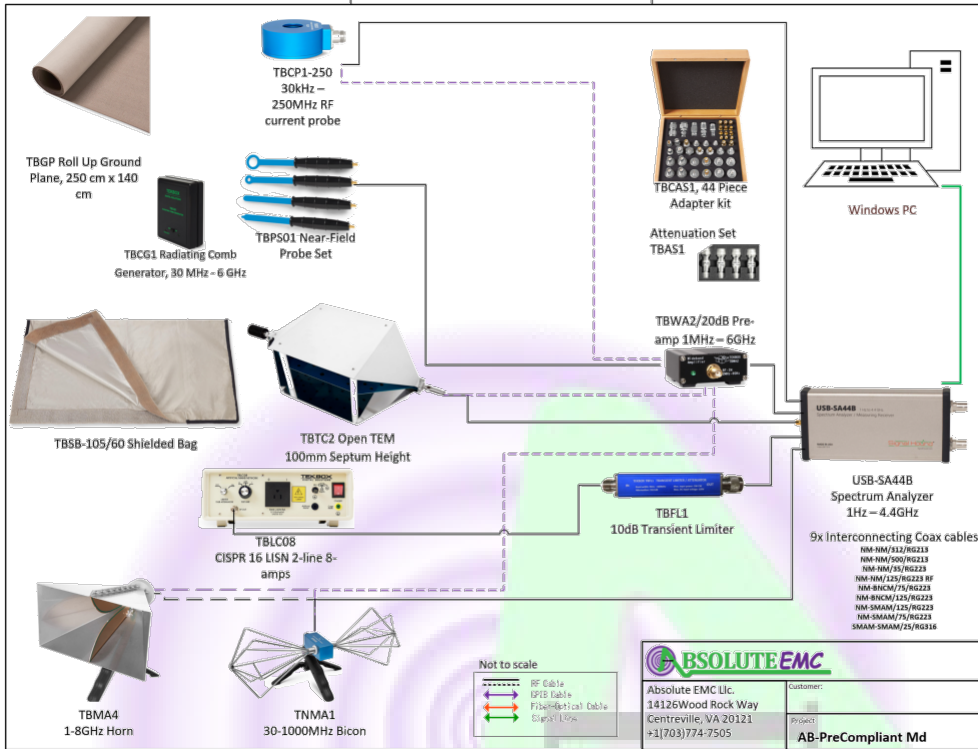 TBCP1-250
30kHz –
250MHz RF
current probe
TBGP Roll Up Ground
Plane, 250 cm x 140
cm
TBCG1 Radiating Comb
Generator, 30 MHz - 6 GHz
TBPS01 Near-Field
Probe Set
TBCAS1, 44 Piece
Adapter kit
Windows PC
Attenuation Set
TBAS1
TBWA2/20dB Pre-
amp 1MHz – 6GHz
TBSB-105/60 Shielded Bag
TBTC2 Open TEM
100mm Septum Height
USB-SA44B
USB-SA44B
Spectrum Analyzer
1Hz – 4.4GHz
TEKBOX
TBLC08
CISPR 16 LISN 2-line 8-
amps
TBFL1
10dB Transient Limiter
9x Interconnecting Coax cables
NM-NM/312/RG213
NM-NM/500/RG213
NM-NM/35/RG223
NM-NM/125/RG223 RF
NM-BNCM/75/RG223
NM-BNCM/125/RG223
NM-SMAM/125/RG223
NM-SMAM/75/RG223
SMAM-SMAM/25/RG316
TBMA4
1-8GHz Horn
TNMA1
30-1000MHz Bicon
Not to scale
RF Cable
GPIB Cable
Fiber-Optical Cable
Signal Line
ABSOLUTE EMC
Absolute EMC Llc.
14126Wood Rock Way
Centreville, VA 20121
+1(703)774-7505
Customer:
Project
AB-PreCompliant Md